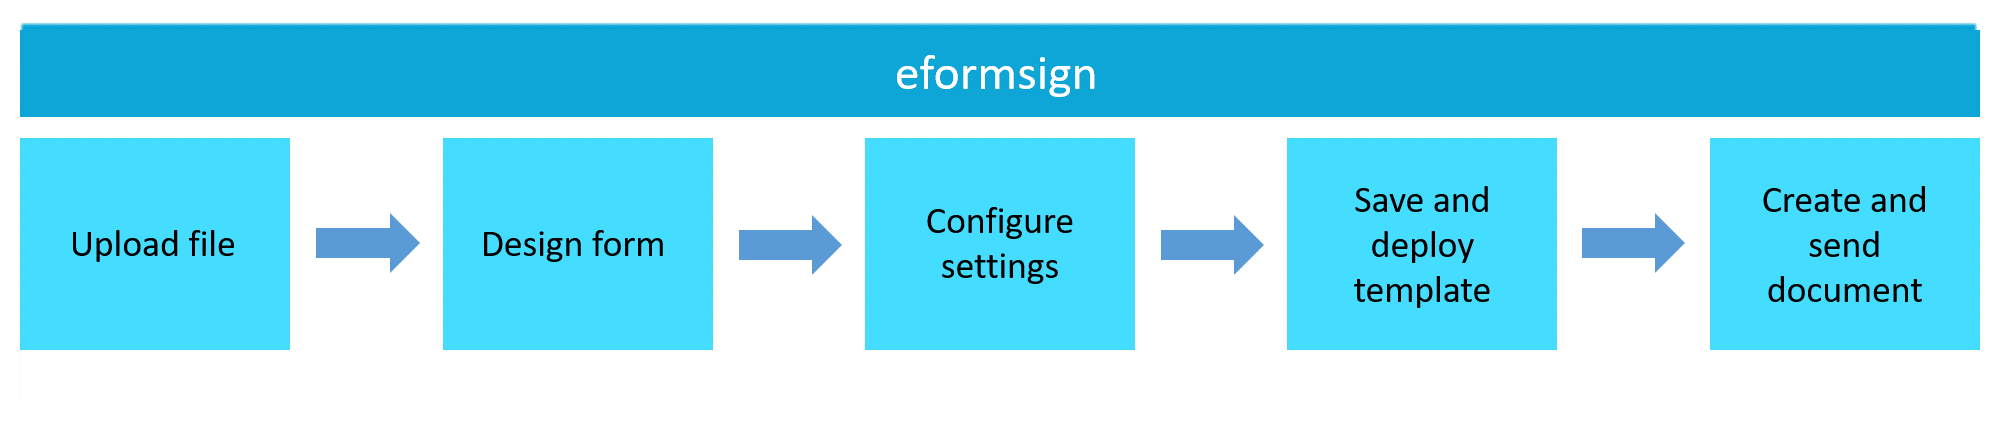 eformsign
Upload file
Design form
Configure
settings
Save and
deploy
template
Create and
send
document